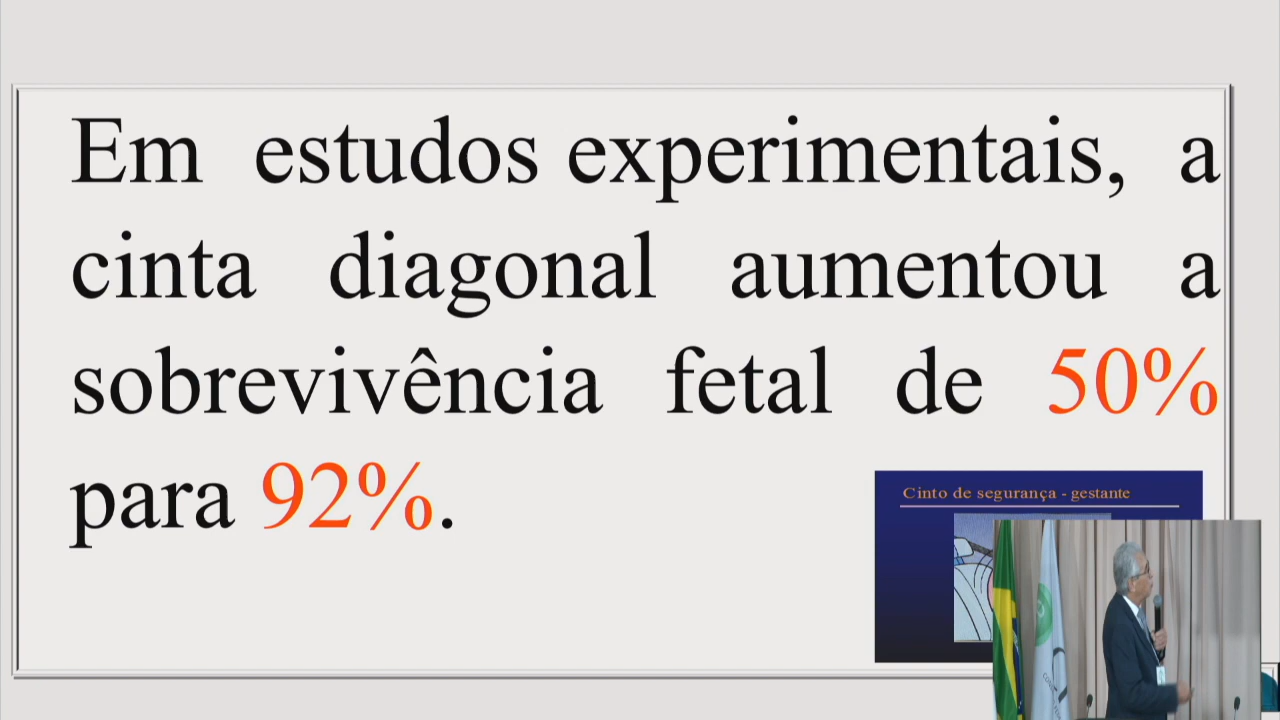 Em estudos experimentais, a
cinta diagonal aumentou a
sobrevivência fetal de 50%
para 92%.
Cinto de segurança - gestante